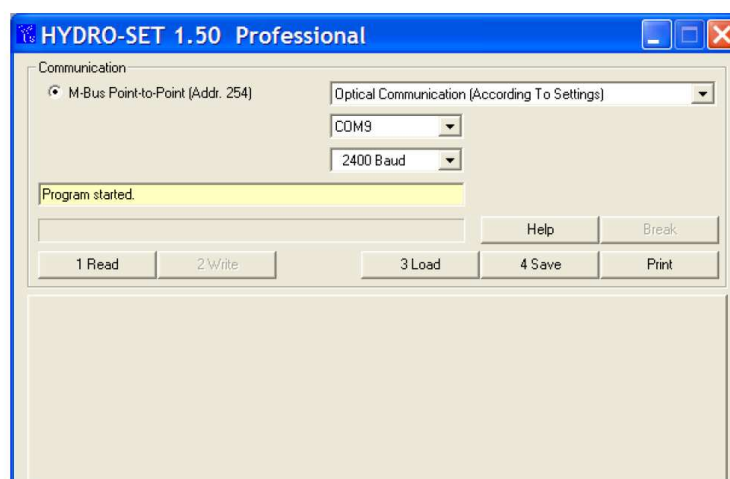 HYDRO-SET 1.50 Professional
Communication
M-Bus Point-to-Point (Addr. 254)
Optical Communication (According To Settings)
COM9
2400 Baud
Program started.
Help
Break
1 Read
2 Write
3 Load
4 Save
Print